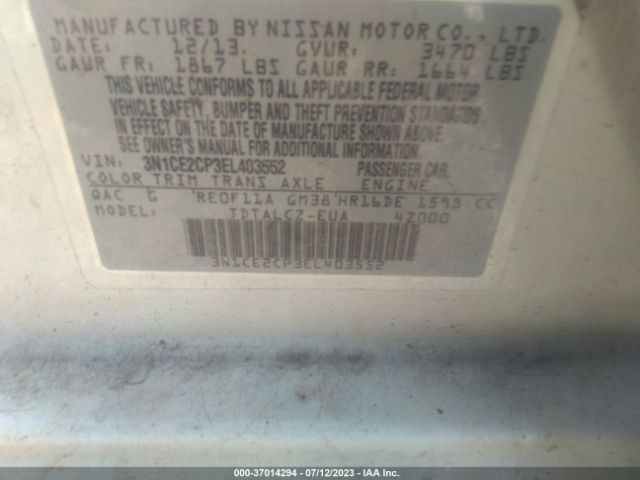 MANUFACTURED BY NISSAN MOTOR CO., LTD.
DATE: 12/13. GVWR: 3470 LBS
GAWR FR: 1867 LBS GAWR RR: 1664 LBS
THIS VEHICLE CONFORMS TO ALL APPLICABLE FEDERAL MOTOR
VEHICLE SAFETY, BUMPER AND THEFT PREVENTION STANDARDS
IN EFFECT ON THE DATE OF MANUFACTURE SHOWN ABOVE.
SEE OWNER'S MANUAL FOR ADDITIONAL INFORMATION.
VIN: 3N1CE2CP3EL403552 PASSENGER CAR.
COLOR TRIM TRANS AXLE ENGINE
QAC G 'RE0F11A GM38'HR16DE 1598 CC
MODEL: TDTALCZ-EUA 4Z000
3N1CE2CP3EL403552
000-37014294 - 07/12/2023 - IAA Inc.